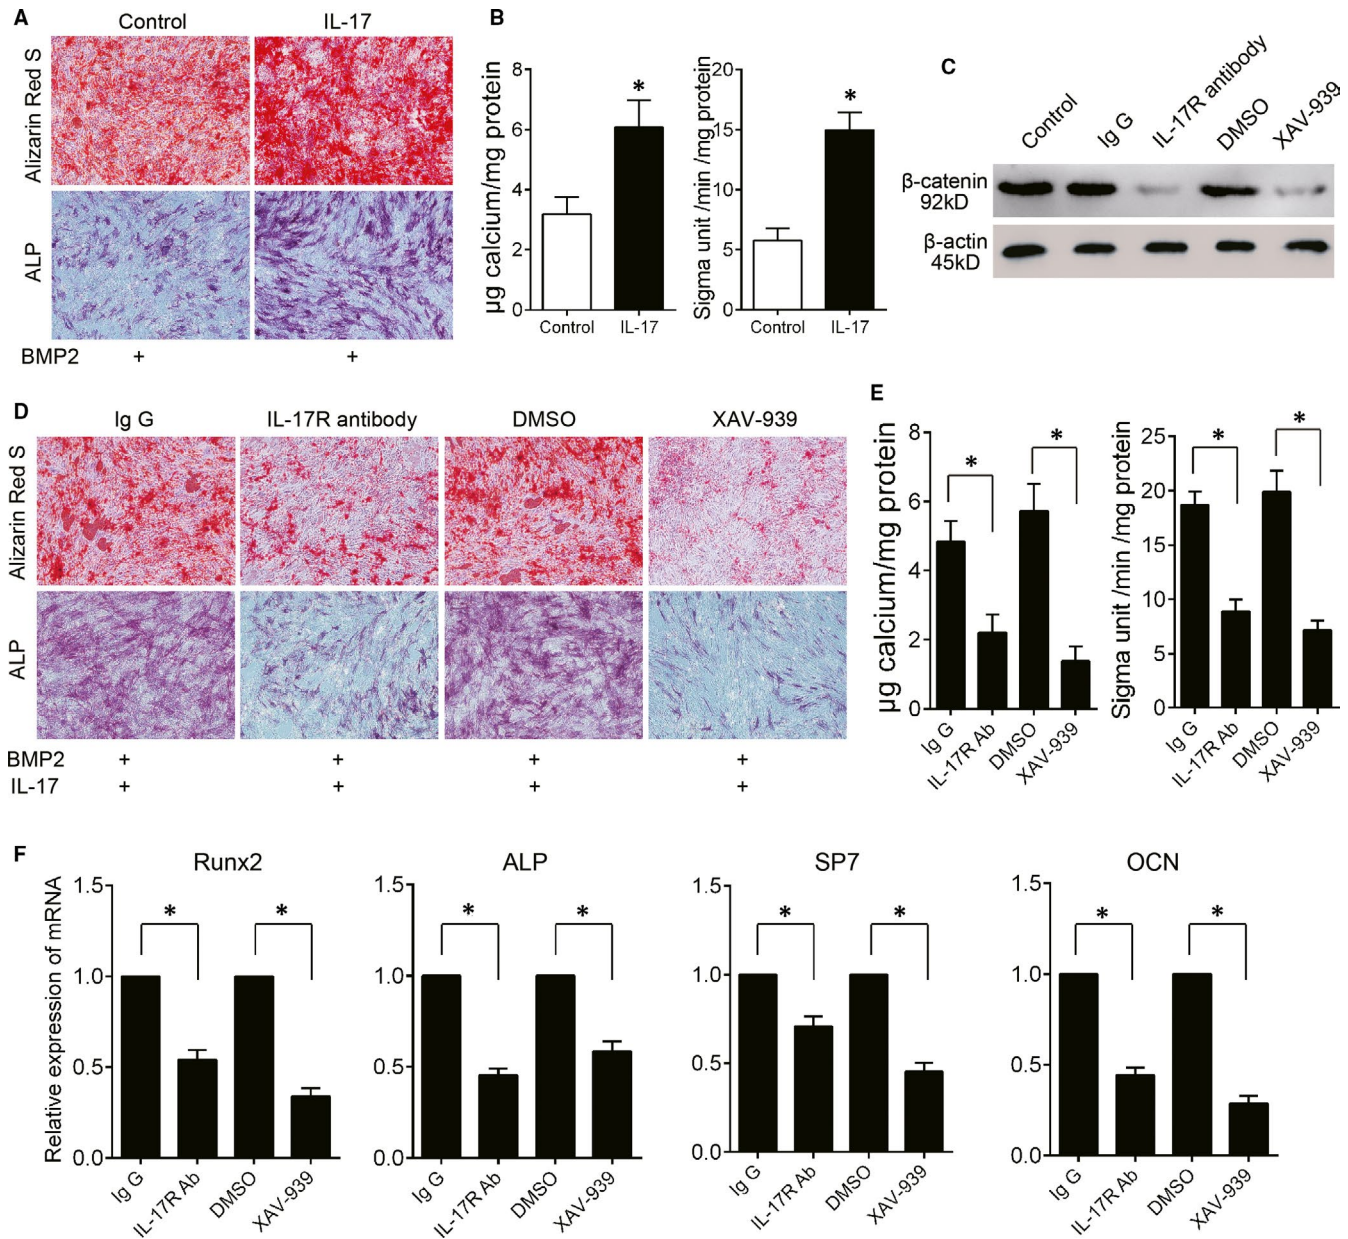 A
Control
IL-17
Alizarin Red S
ALP
BMP2
+
+
B
µg calcium/mg protein
8
6
4
2
0
Control
IL-17
*
Sigma unit /min /mg protein
20
15
10
5
0
Control
IL-17
*
C
Control
Ig G
IL-17R antibody
DMSO
XAV-939
β-catenin
92kD
β-actin
45kD
D
Ig G
IL-17R antibody
DMSO
XAV-939
Alizarin Red S
ALP
BMP2
+
+
+
+
IL-17
+
+
+
+
E
µg calcium/mg protein
8
6
4
2
0
*
*
Ig G
IL-17R Ab
DMSO
XAV-939
Sigma unit /min /mg protein
25
20
15
10
5
0
*
*
Ig G
IL-17R Ab
DMSO
XAV-939
F
Runx2
Relative expression of mRNA
1.5
1.0
0.5
0.0
*
*
Ig G
IL-17R Ab
DMSO
XAV-939
ALP
1.5
1.0
0.5
0.0
*
*
Ig G
IL-17R Ab
DMSO
XAV-939
SP7
1.5
1.0
0.5
0.0
*
*
Ig G
IL-17R Ab
DMSO
XAV-939
OCN
1.5
1.0
0.5
0.0
*
*
Ig G
IL-17R Ab
DMSO
XAV-939